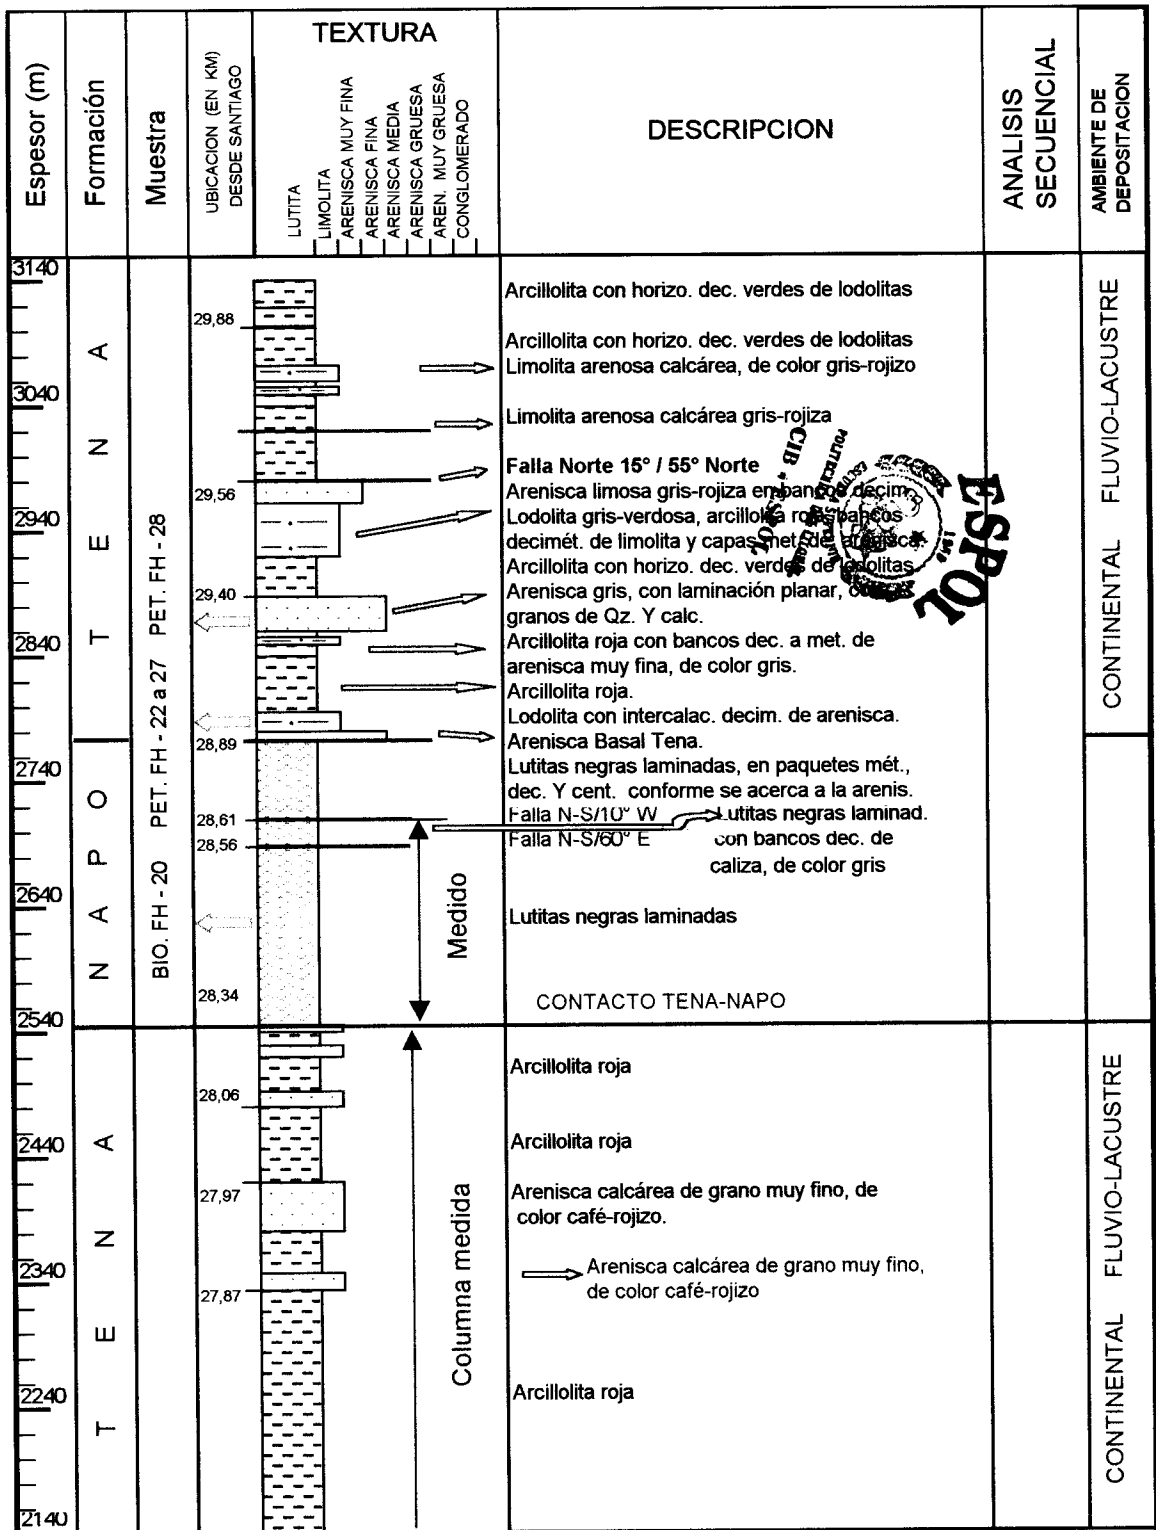 Espesor (m)
Formación
Muestra
UBICACION (EN KM)
DESDE SANTIAGO
TEXTURA
LUTITA
LIMOLITA
ARENISCA MUY FINA
ARENISCA FINA
ARENISCA MEDIA
ARENISCA GRUESA
AREN. MUY GRUESA
CONGLOMERADO
DESCRIPCION
ANALISIS
SECUENCIAL
AMBIENTE DE
DEPOSITACION
3140
3040
2940
2840
2740
2640
2540
2440
2340
2240
2140
TENA
NAPO
TENA
PET. FH - 28
PET. FH - 22 a 27
BIO. FH - 20
29,88
29,56
29,40
28,89
28,61
28,56
28,34
28,06
27,97
27,87
Medido
Columna medida
Arcillolita con horizo. dec. verdes de lodolitas
Arcillolita con horizo. dec. verdes de lodolitas
Limolita arenosa calcárea, de color gris-rojizo
Limolita arenosa calcárea gris-rojiza
Falla Norte 15° / 55° Norte
Arenisca limosa gris-rojiza en bancos decim.
Lodolita gris-verdosa, arcillolita roja, bancos
decimét. de limolita y capas met. de arenisca.
Arcillolita con horizo. dec. verdes de lodolitas
Arenisca gris, con laminación planar,
granos de Qz. Y calc.
Arcillolita roja con bancos dec. a met. de
arenisca muy fina, de color gris.
Arcillolita roja.
Lodolita con intercalac. decim. de arenisca.
Arenisca Basal Tena.
Lutitas negras laminadas, en paquetes mét.,
dec. Y cent. conforme se acerca a la arenis.
Falla N-S/10° W
Lutitas negras laminad.
Falla N-S/60° E
con bancos dec. de
caliza, de color gris
Lutitas negras laminadas
CONTACTO TENA-NAPO
Arcillolita roja
Arcillolita roja
Arenisca calcárea de grano muy fino, de
color café-rojizo.
Arenisca calcárea de grano muy fino,
de color café-rojizo
Arcillolita roja
CONTINENTAL FLUVIO-LACUSTRE
CONTINENTAL FLUVIO-LACUSTRE
CIB - ESPOL
ESPOL